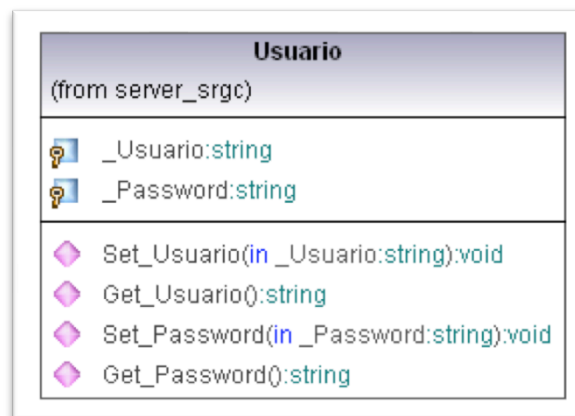 Usuario
(from server_srgc)
_Usuario:string
_Password:string
Set_Usuario(in _Usuario:string):void
Get_Usuario():string
Set_Password(in _Password:string):void
Get_Password():string